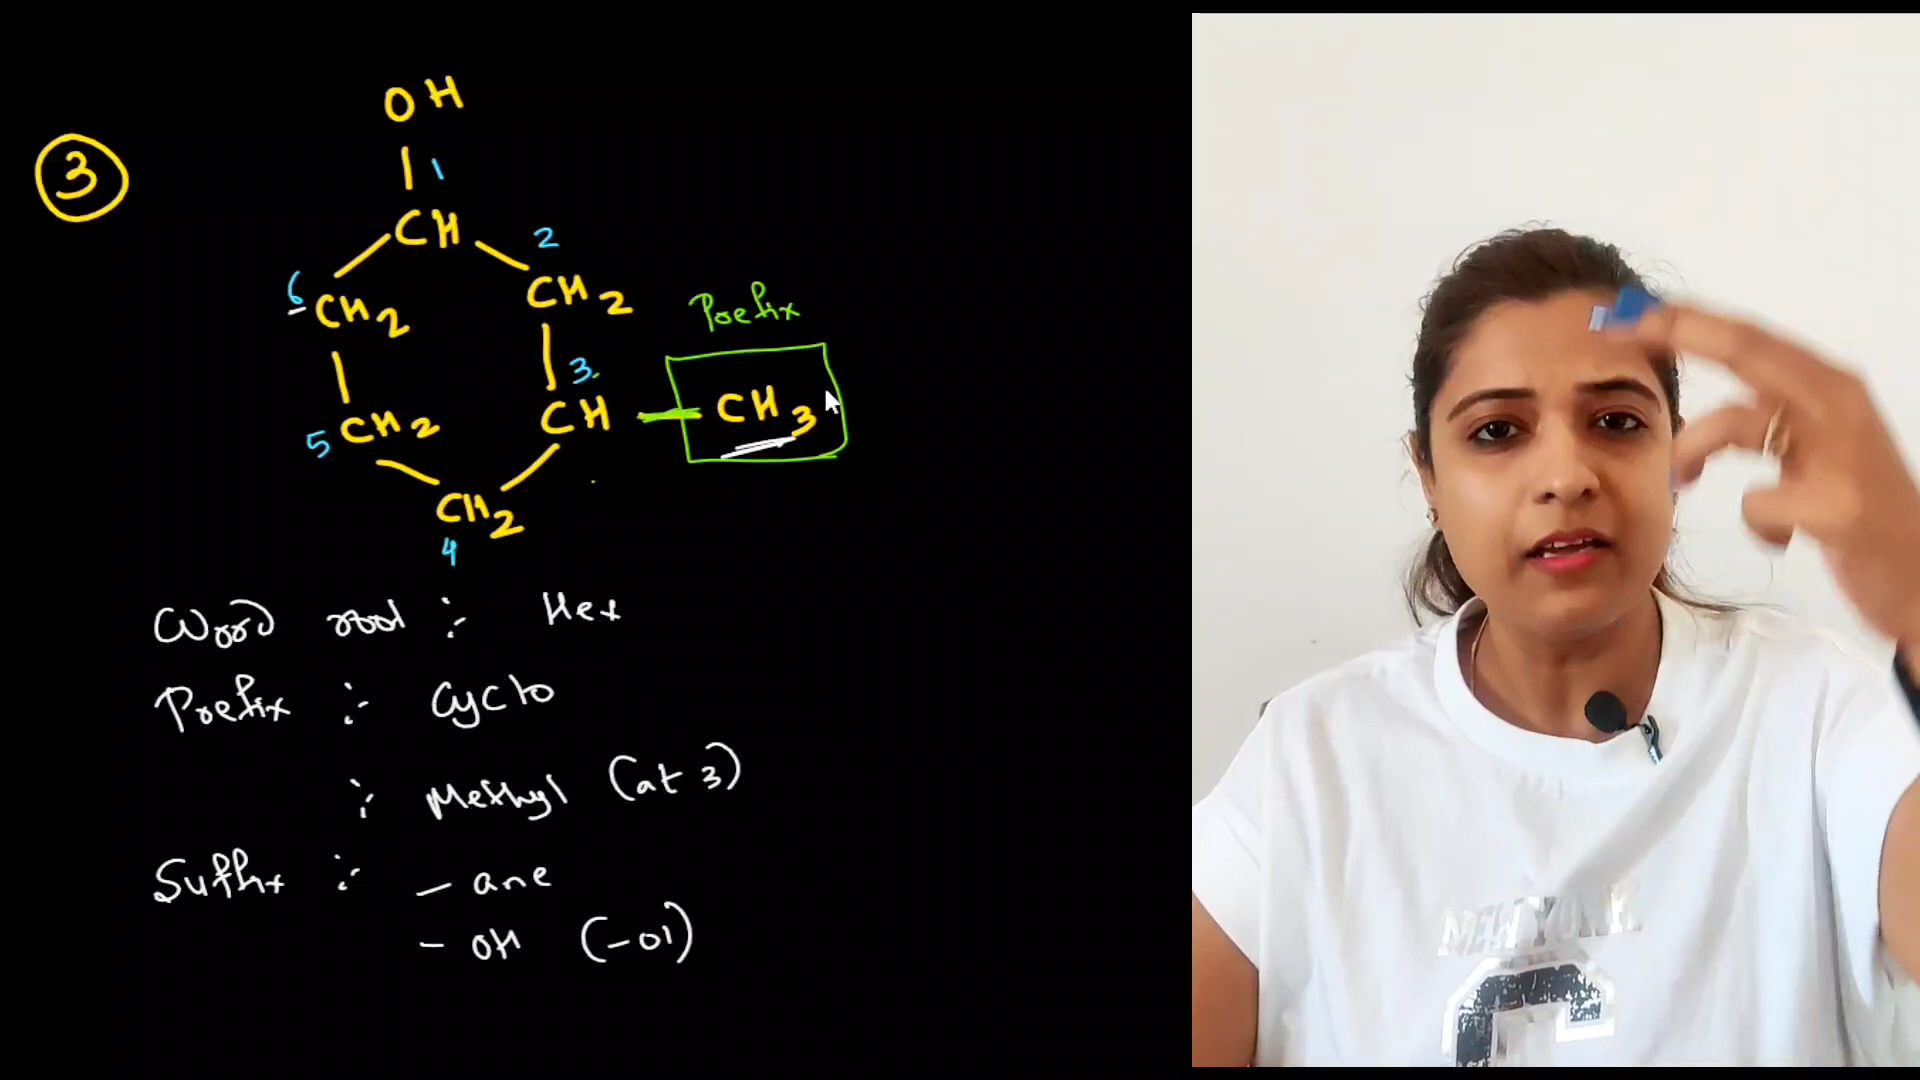 OH
3
1
CH
2
6
CH2
CH2
Prefix
3.
CH
CH3
5
CH2
CH2
4
Word root :- Hex
Prefix :- Cyclo
:- Methyl (at 3)
Suffix :- - ane
- OH (-ol)
NEW YORK